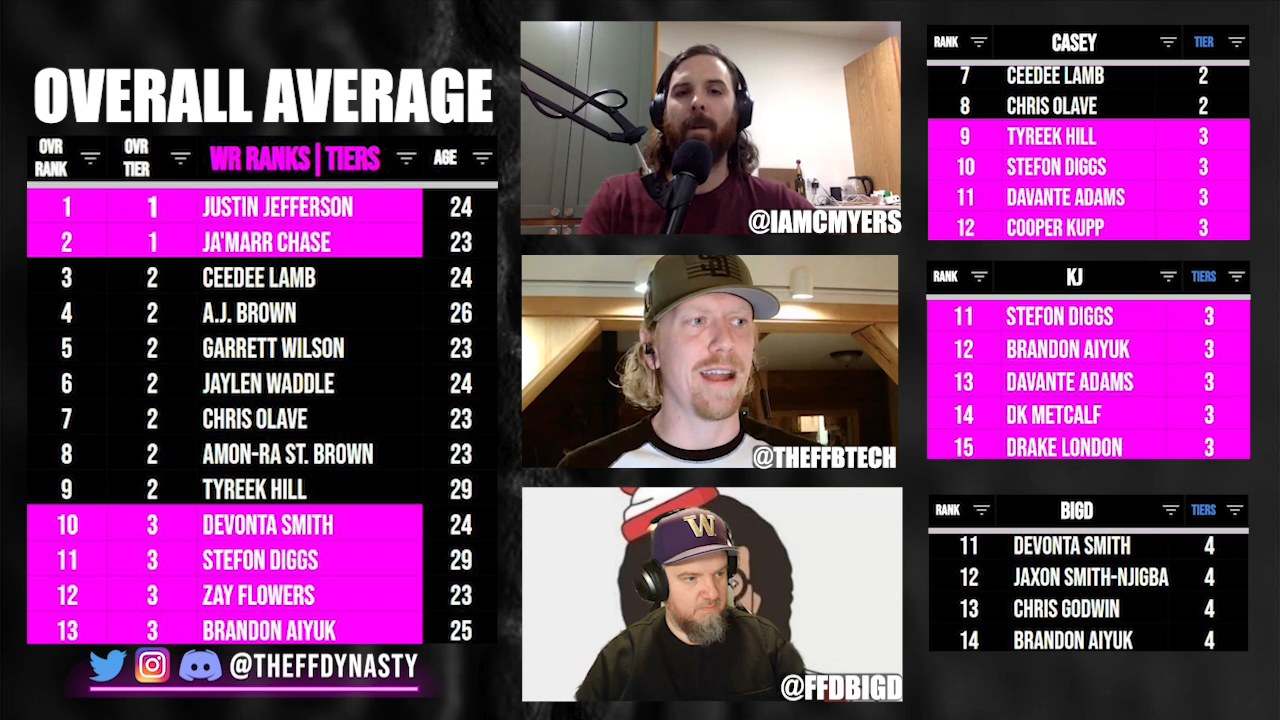 OVERALL AVERAGE
OVR RANK OVR TIER WR RANKS | TIERS AGE
1 1 JUSTIN JEFFERSON 24
2 1 JA'MARR CHASE 23
3 2 CEEDEE LAMB 24
4 2 A.J. BROWN 26
5 2 GARRETT WILSON 23
6 2 JAYLEN WADDLE 24
7 2 CHRIS OLAVE 23
8 2 AMON-RA ST. BROWN 23
9 2 TYREEK HILL 29
10 3 DEVONTA SMITH 24
11 3 STEFON DIGGS 29
12 3 ZAY FLOWERS 23
13 3 BRANDON AIYUK 25
@THEFFDYNASTY
@IAMCMYERS
@THEFFBTECH
W
@FFDBIGD
RANK CASEY TIER
7 CEEDEE LAMB 2
8 CHRIS OLAVE 2
9 TYREEK HILL 3
10 STEFON DIGGS 3
11 DAVANTE ADAMS 3
12 COOPER KUPP 3
RANK KJ TIERS
11 STEFON DIGGS 3
12 BRANDON AIYUK 3
13 DAVANTE ADAMS 3
14 DK METCALF 3
15 DRAKE LONDON 3
RANK BIGD TIERS
11 DEVONTA SMITH 4
12 JAXON SMITH-NJIGBA 4
13 CHRIS GODWIN 4
14 BRANDON AIYUK 4